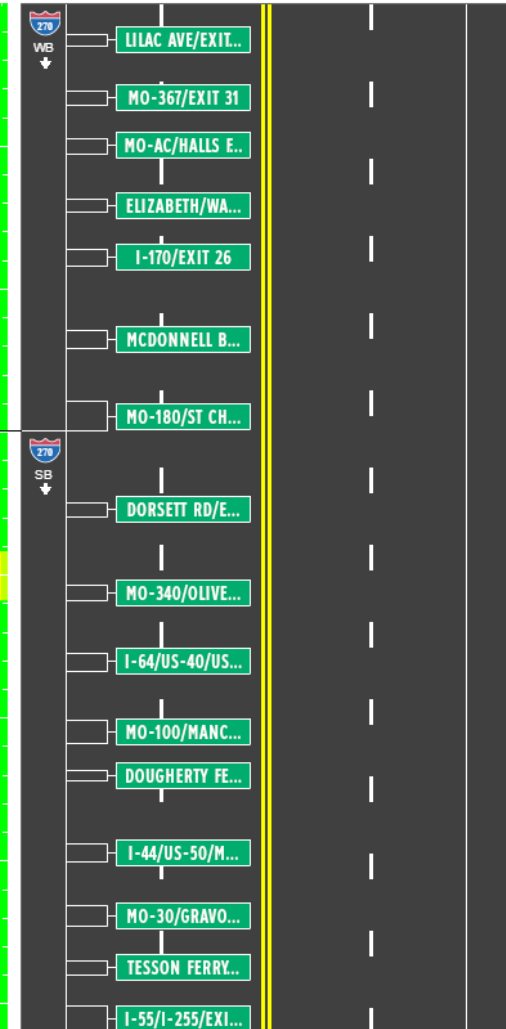 270
WB
LILAC AVE/EXIT...
MO-367/EXIT 31
MO-AC/HALLS E..
ELIZABETH/WA...
I-170/EXIT 26
MCDONNELL B...
MO-180/ST CH...
270
SB
DORSETT RD/E...
MO-340/OLIVE...
I-64/US-40/US...
MO-100/MANC...
DOUGHERTY FE...
I-44/US-50/M...
MO-30/GRAVO...
TESSON FERRY...
I-55/I-255/EXI...